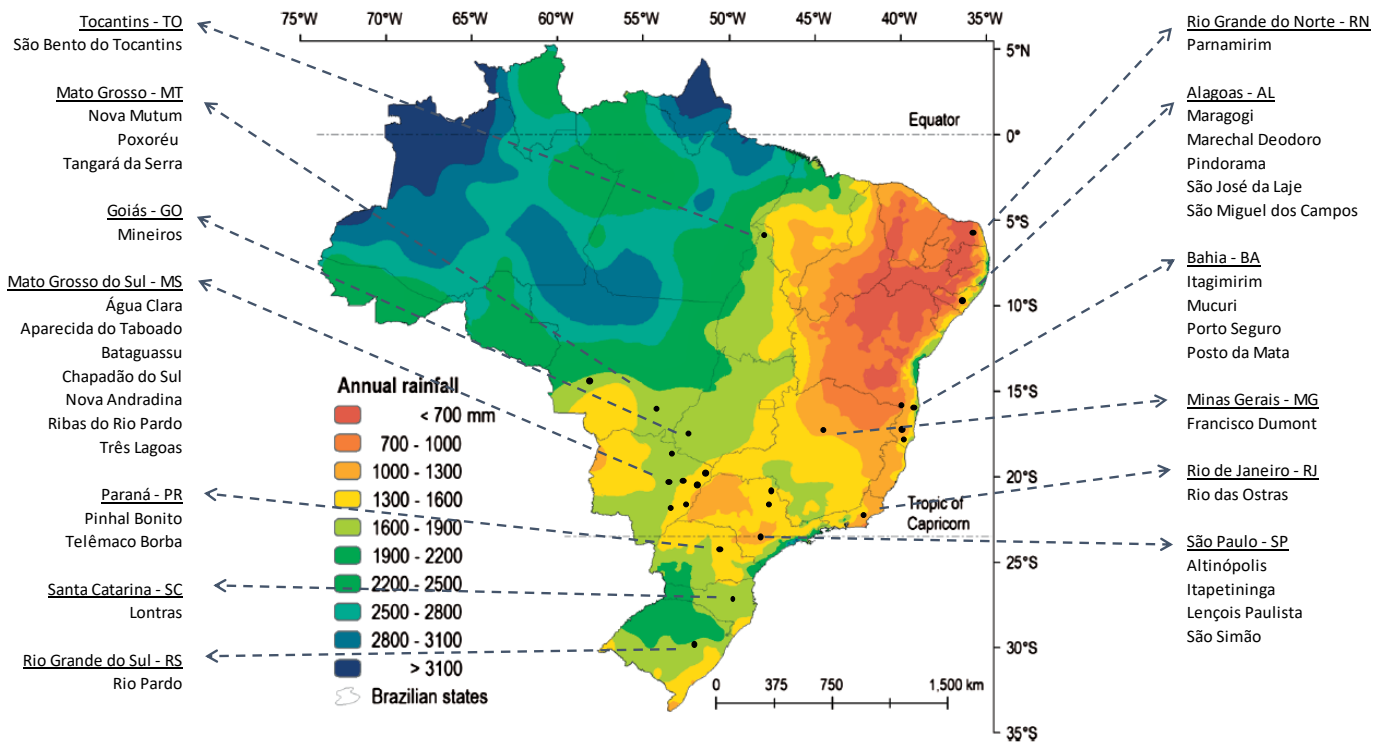 75°W 70°W 65°W 60°W 55°W 50°W 45°W 40°W 35°W
Tocantins - TO
São Bento do Tocantins
Mato Grosso - MT
Nova Mutum
Poxoréu
Tangará da Serra
Goiás - GO
Mineiros
Mato Grosso do Sul - MS
Água Clara
Aparecida do Taboado
Bataguassu
Chapadão do Sul
Nova Andradina
Ribas do Rio Pardo
Três Lagoas
Paraná - PR
Pinhal Bonito
Telêmaco Borba
Santa Catarina - SC
Lontras
Rio Grande do Sul - RS
Rio Pardo
Annual rainfall
< 700 mm
700 - 1000
1000 - 1300
1300 - 1600
1600 - 1900
1900 - 2200
2200 - 2500
2500 - 2800
2800 - 3100
> 3100
Brazilian states
Equator
Tropic of
Capricorn
0 375 750 1,500 km
5°N
0°
5°S
10°S
15°S
20°S
25°S
30°S
35°S
Rio Grande do Norte - RN
Parnamirim
Alagoas - AL
Maragogi
Marechal Deodoro
Pindorama
São José da Laje
São Miguel dos Campos
Bahia - BA
Itagimirim
Mucuri
Porto Seguro
Posto da Mata
Minas Gerais - MG
Francisco Dumont
Rio de Janeiro - RJ
Rio das Ostras
São Paulo - SP
Altinópolis
Itapetininga
Lençois Paulista
São Simão